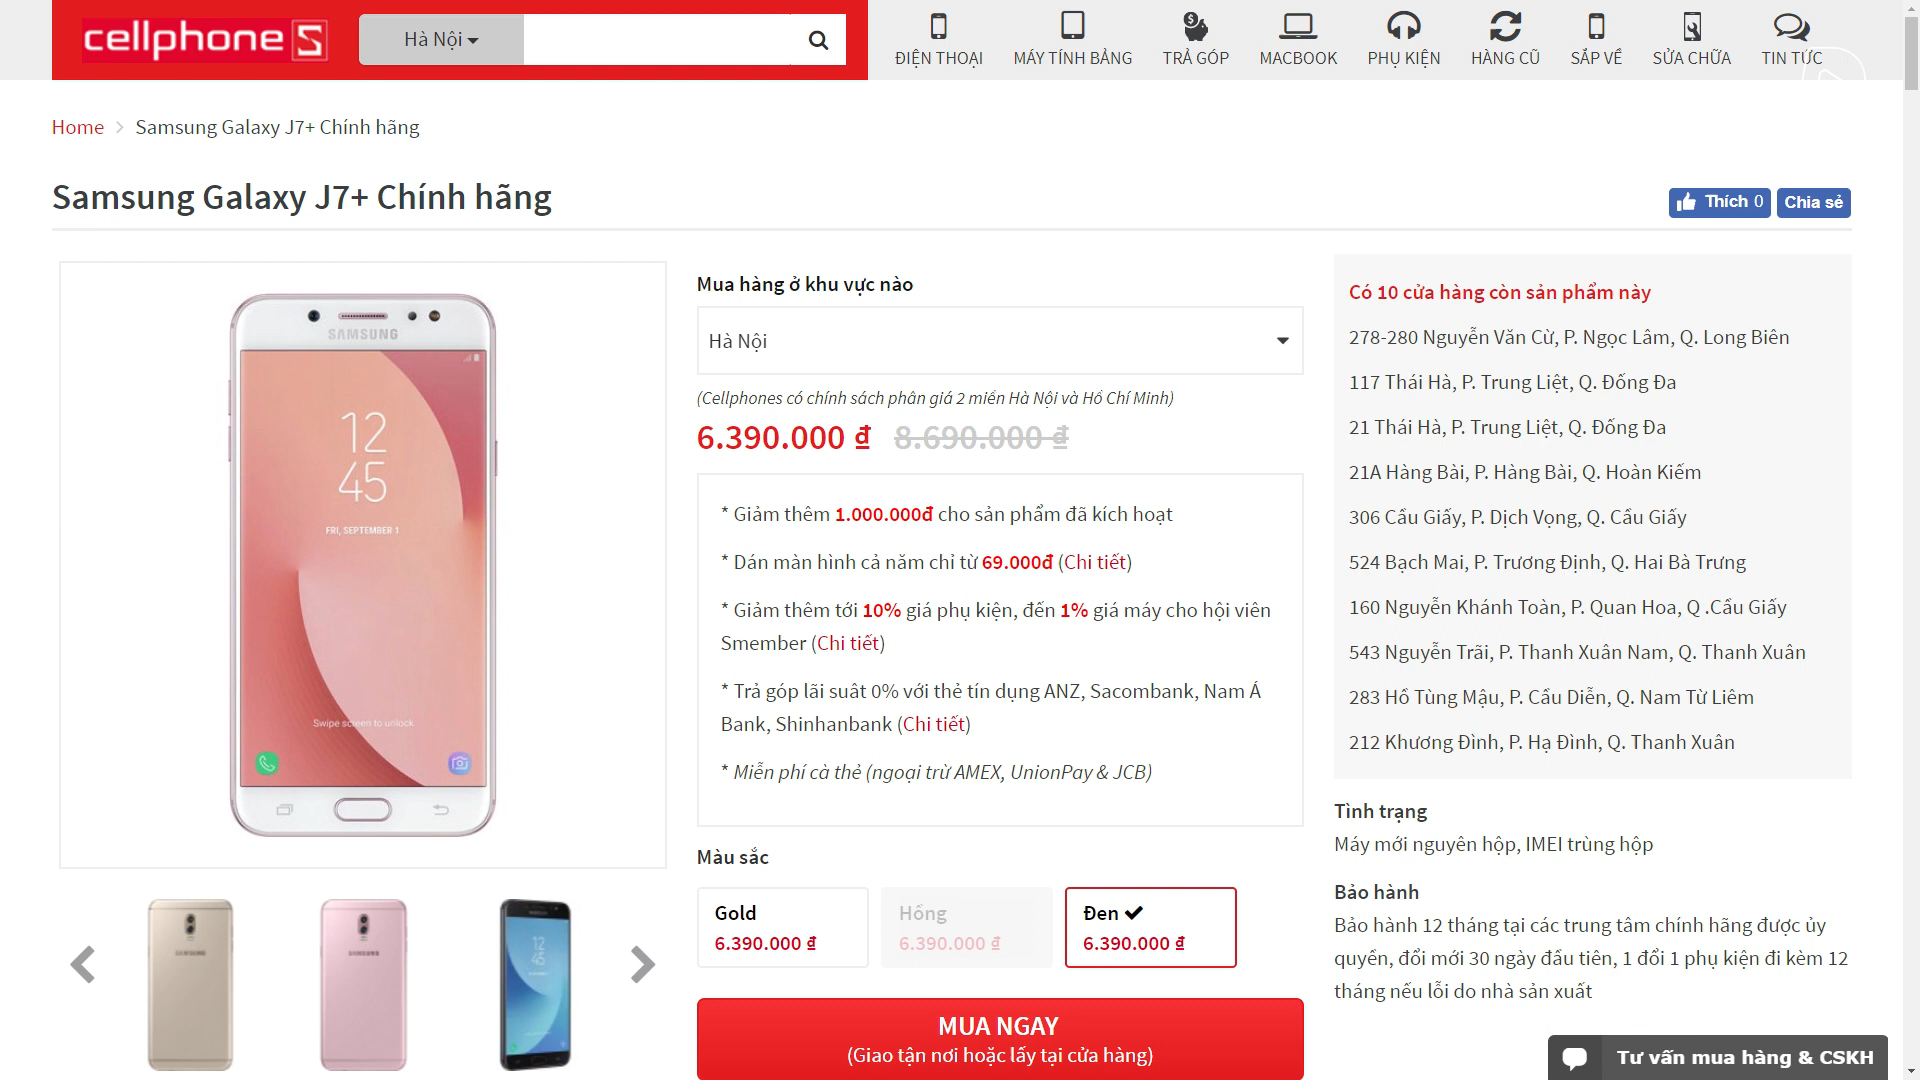 cellphone S
Hà Nội
ĐIỆN THOẠI
MÁY TÍNH BẢNG
TRẢ GÓP
MACBOOK
PHỤ KIỆN
HÀNG CŨ
SẮP VỀ
SỬA CHỮA
TIN TỨC
Home > Samsung Galaxy J7+ Chính hãng
Samsung Galaxy J7+ Chính hãng
Thích 0
Chia sẻ
SAMSUNG
12
45
FRI, SEPTEMBER 1
Swipe screen to unlock
Mua hàng ở khu vực nào
Hà Nội
(Cellphones có chính sách phân giá 2 miền Hà Nội và Hồ Chí Minh)
6.390.000 ₫ 8.690.000 ₫
* Giảm thêm 1.000.000đ cho sản phẩm đã kích hoạt
* Dán màn hình cả năm chỉ từ 69.000đ (Chi tiết)
* Giảm thêm tới 10% giá phụ kiện, đến 1% giá máy cho hội viên
Smember (Chi tiết)
* Trả góp lãi suât 0% với thẻ tín dụng ANZ, Sacombank, Nam Á
Bank, Shinhanbank (Chi tiết)
* Miễn phí cà thẻ (ngoại trừ AMEX, UnionPay & JCB)
Màu sắc
Gold
6.390.000 ₫
Hồng
6.390.000 ₫
Đen
6.390.000 ₫
MUA NGAY
(Giao tận nơi hoặc lấy tại cửa hàng)
Có 10 cửa hàng còn sản phẩm này
278-280 Nguyễn Văn Cừ, P. Ngọc Lâm, Q. Long Biên
117 Thái Hà, P. Trung Liệt, Q. Đống Đa
21 Thái Hà, P. Trung Liệt, Q. Đống Đa
21A Hàng Bài, P. Hàng Bài, Q. Hoàn Kiếm
306 Cầu Giấy, P. Dịch Vọng, Q. Cầu Giấy
524 Bạch Mai, P. Trương Định, Q. Hai Bà Trưng
160 Nguyễn Khánh Toàn, P. Quan Hoa, Q .Cầu Giấy
543 Nguyễn Trãi, P. Thanh Xuân Nam, Q. Thanh Xuân
283 Hồ Tùng Mậu, P. Cầu Diễn, Q. Nam Từ Liêm
212 Khương Đình, P. Hạ Đình, Q. Thanh Xuân
Tình trạng
Máy mới nguyên hộp, IMEI trùng hộp
Bảo hành
Bảo hành 12 tháng tại các trung tâm chính hãng được ủy
quyền, đổi mới 30 ngày đầu tiên, 1 đổi 1 phụ kiện đi kèm 12
tháng nếu lỗi do nhà sản xuất
Tư vấn mua hàng & CSKH